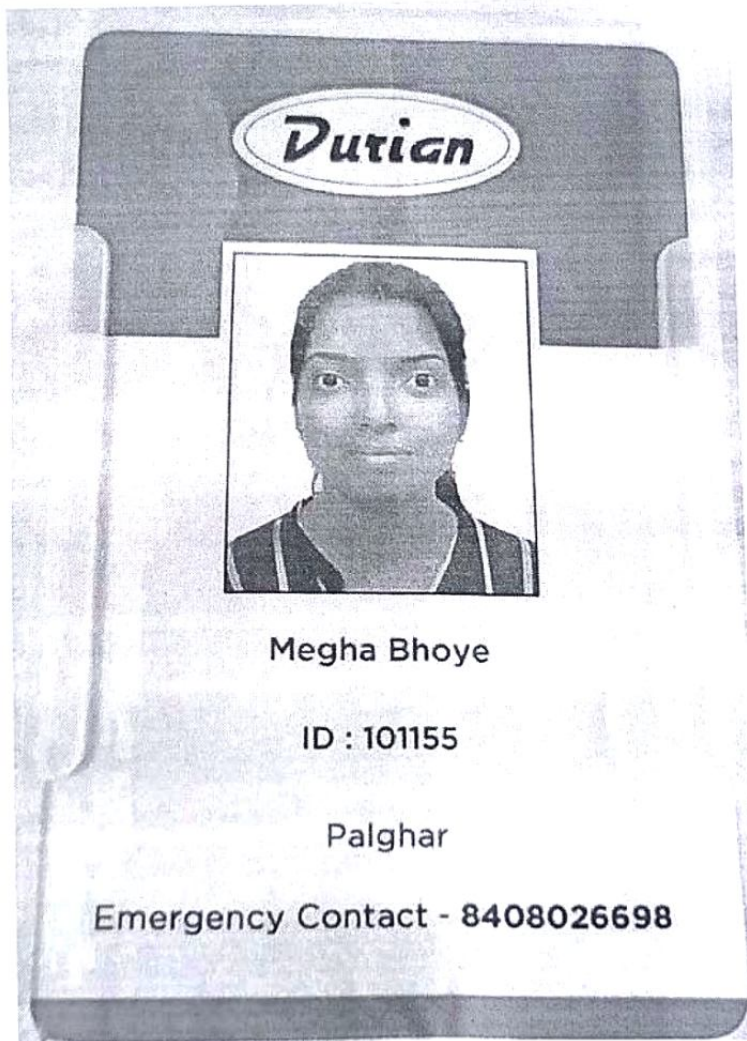 Durian
Megha Bhoye
ID : 101155
Palghar
Emergency Contact - 8408026698